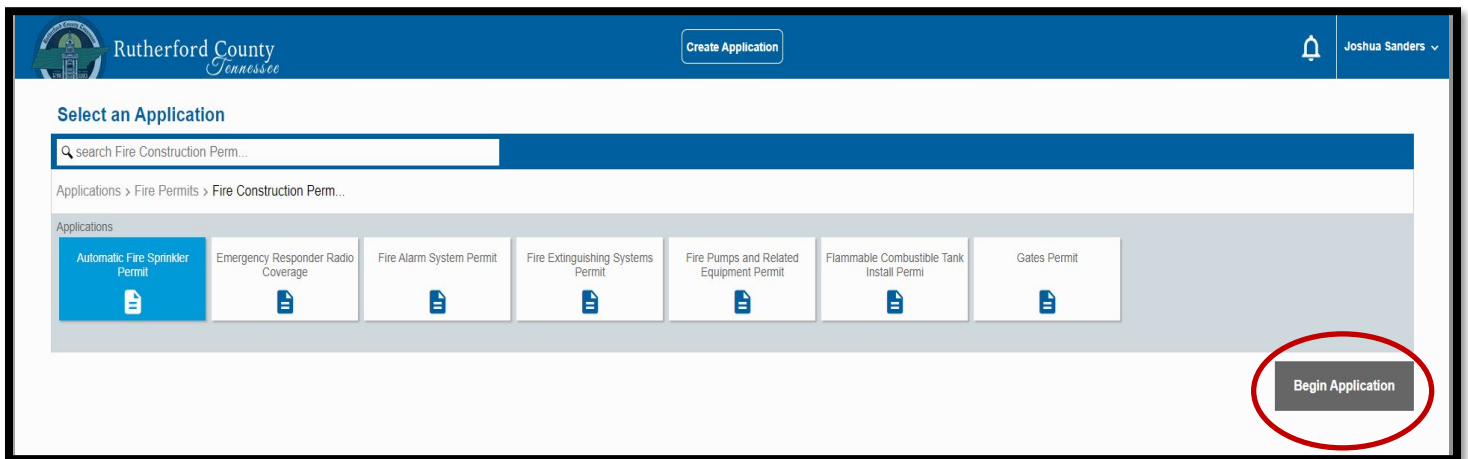 Rutherford County
Tennessee
Create Application
Joshua Sanders
Select an Application
search Fire Construction Perm...
Applications > Fire Permits > Fire Construction Perm...
Applications
Automatic Fire Sprinkler
Permit
Emergency Responder Radio
Coverage
Fire Alarm System Permit
Fire Extinguishing Systems
Permit
Fire Pumps and Related
Equipment Permit
Flammable Combustible Tank
Install Permi
Gates Permit
Begin Application